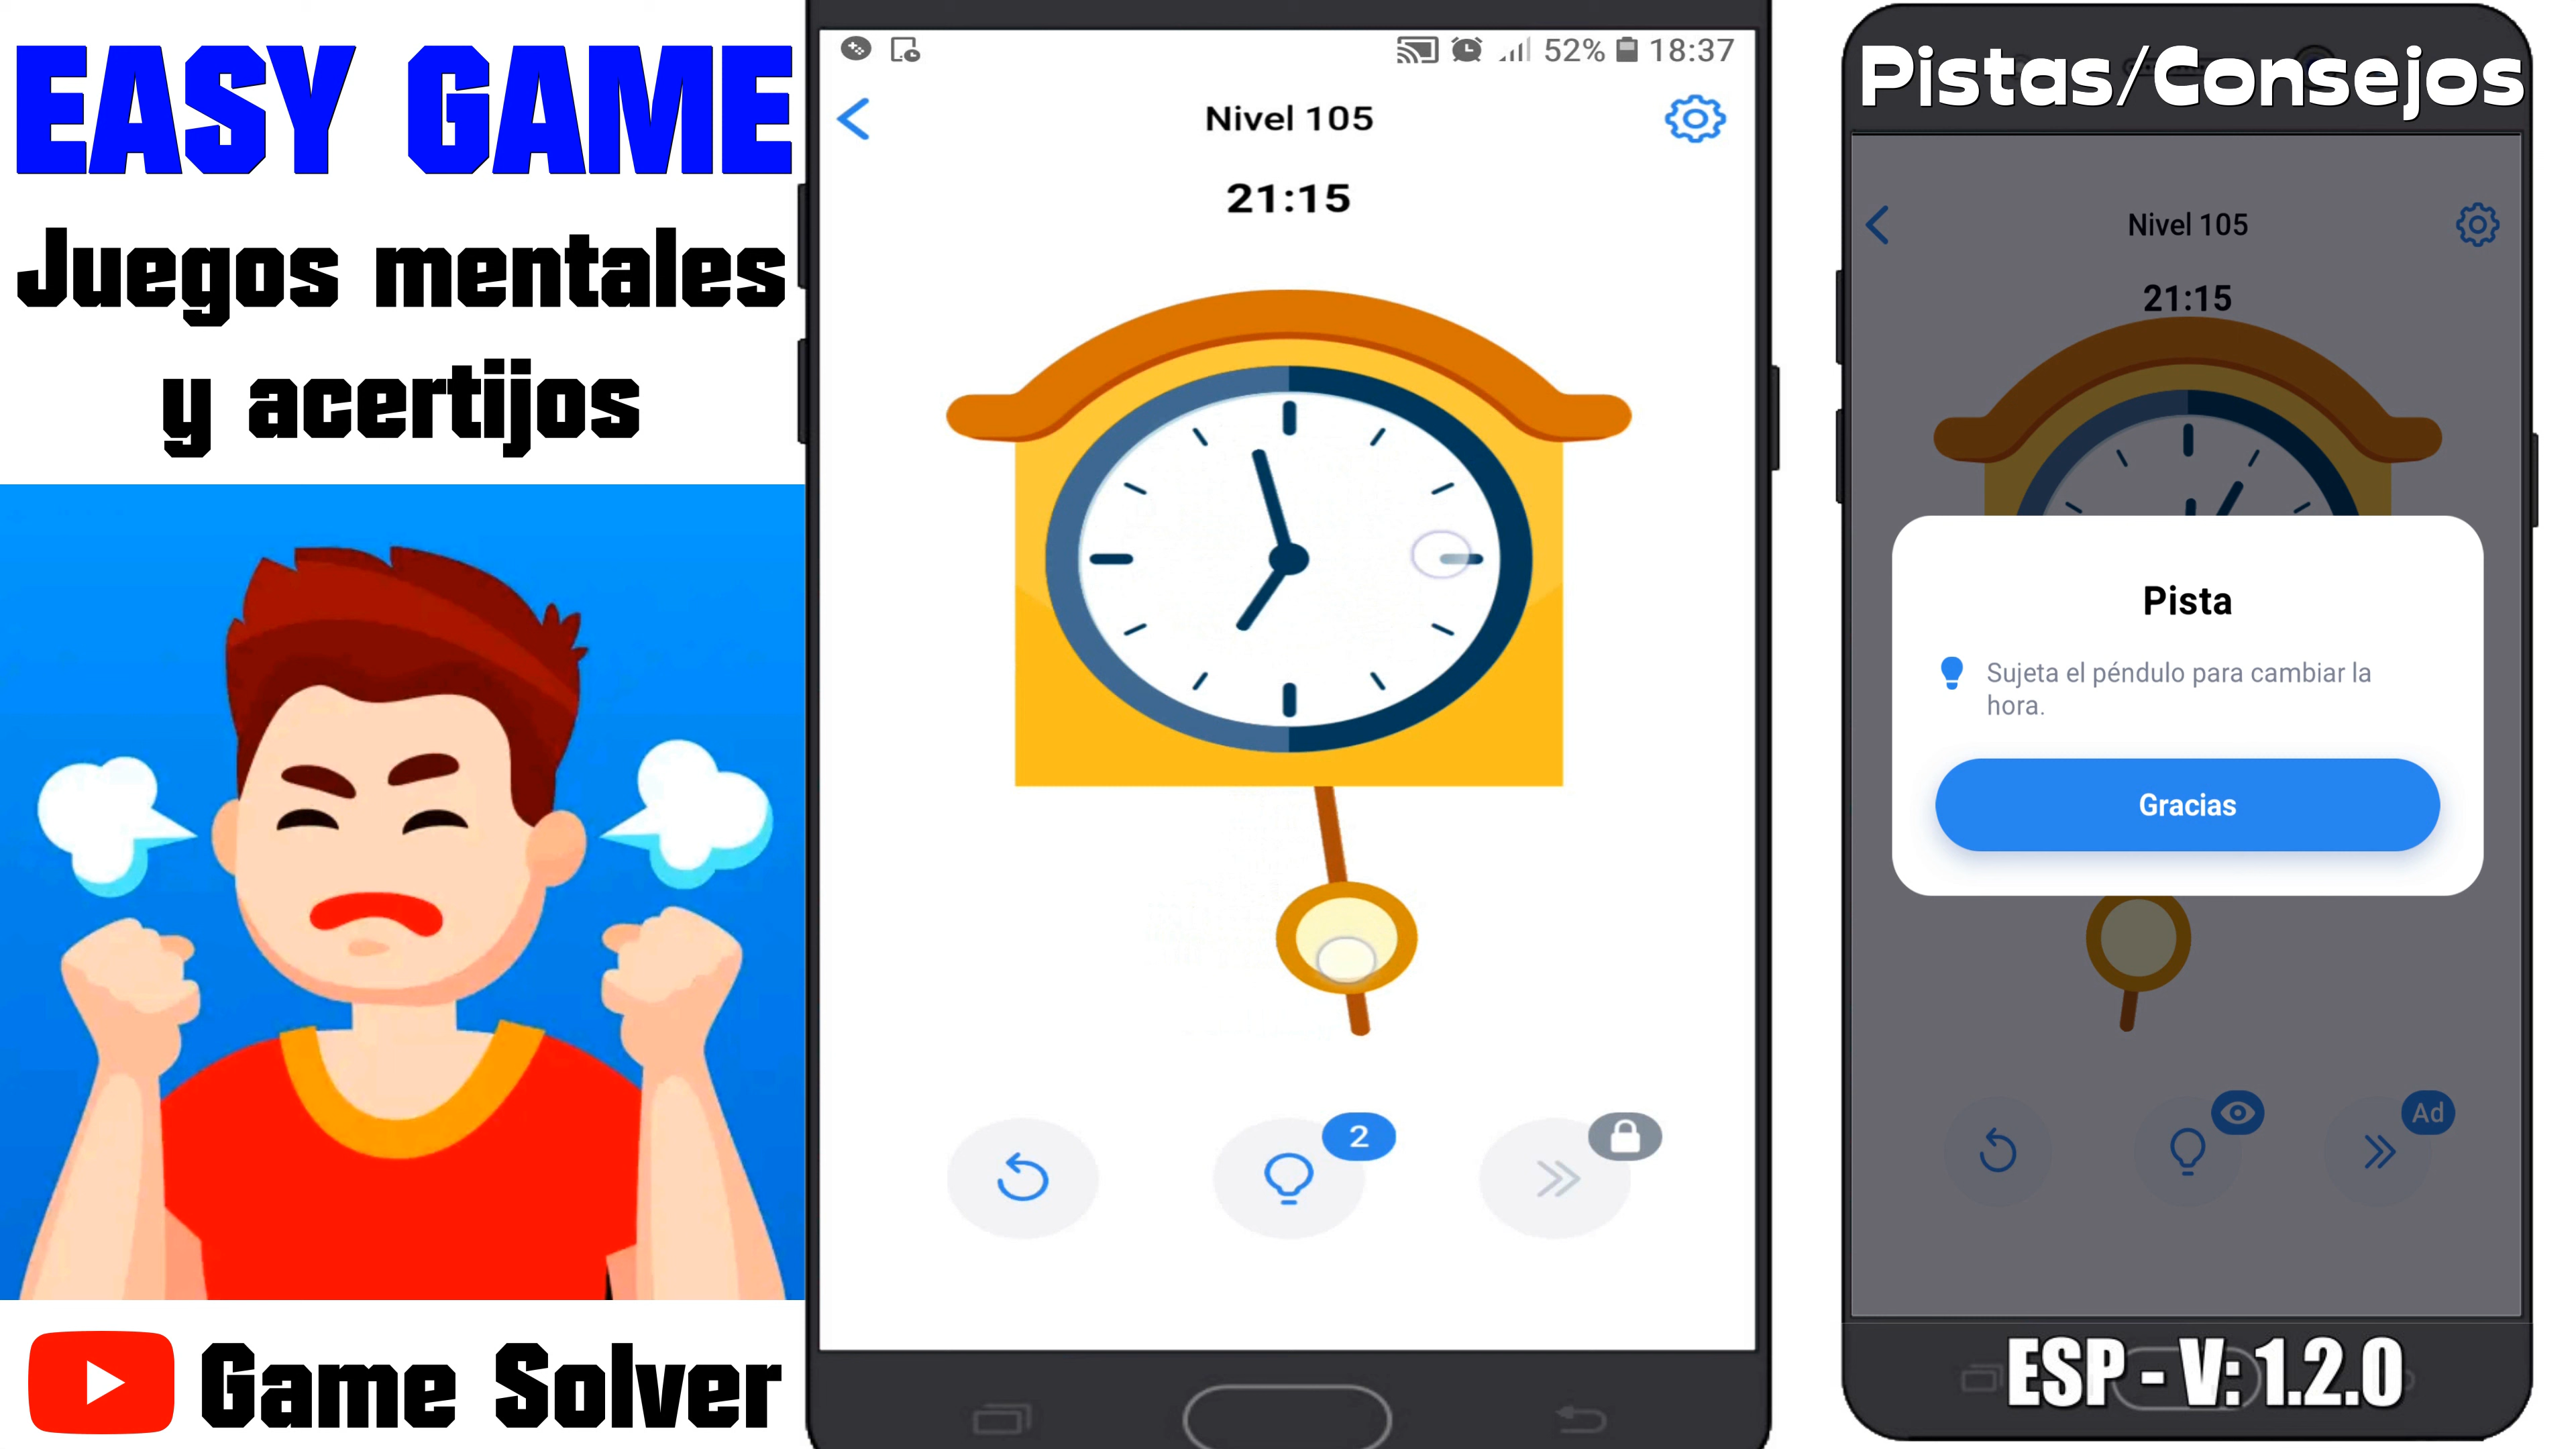 EASY GAME
Juegos mentales
y acertijos
Game Solver
52% 18:37
Nivel 105
21:15
2
Pistas/Consejos
Nivel 105
21:15
Pista
Sujeta el péndulo para cambiar la
hora.
Gracias
Ad
ESP - V: 1.2.0